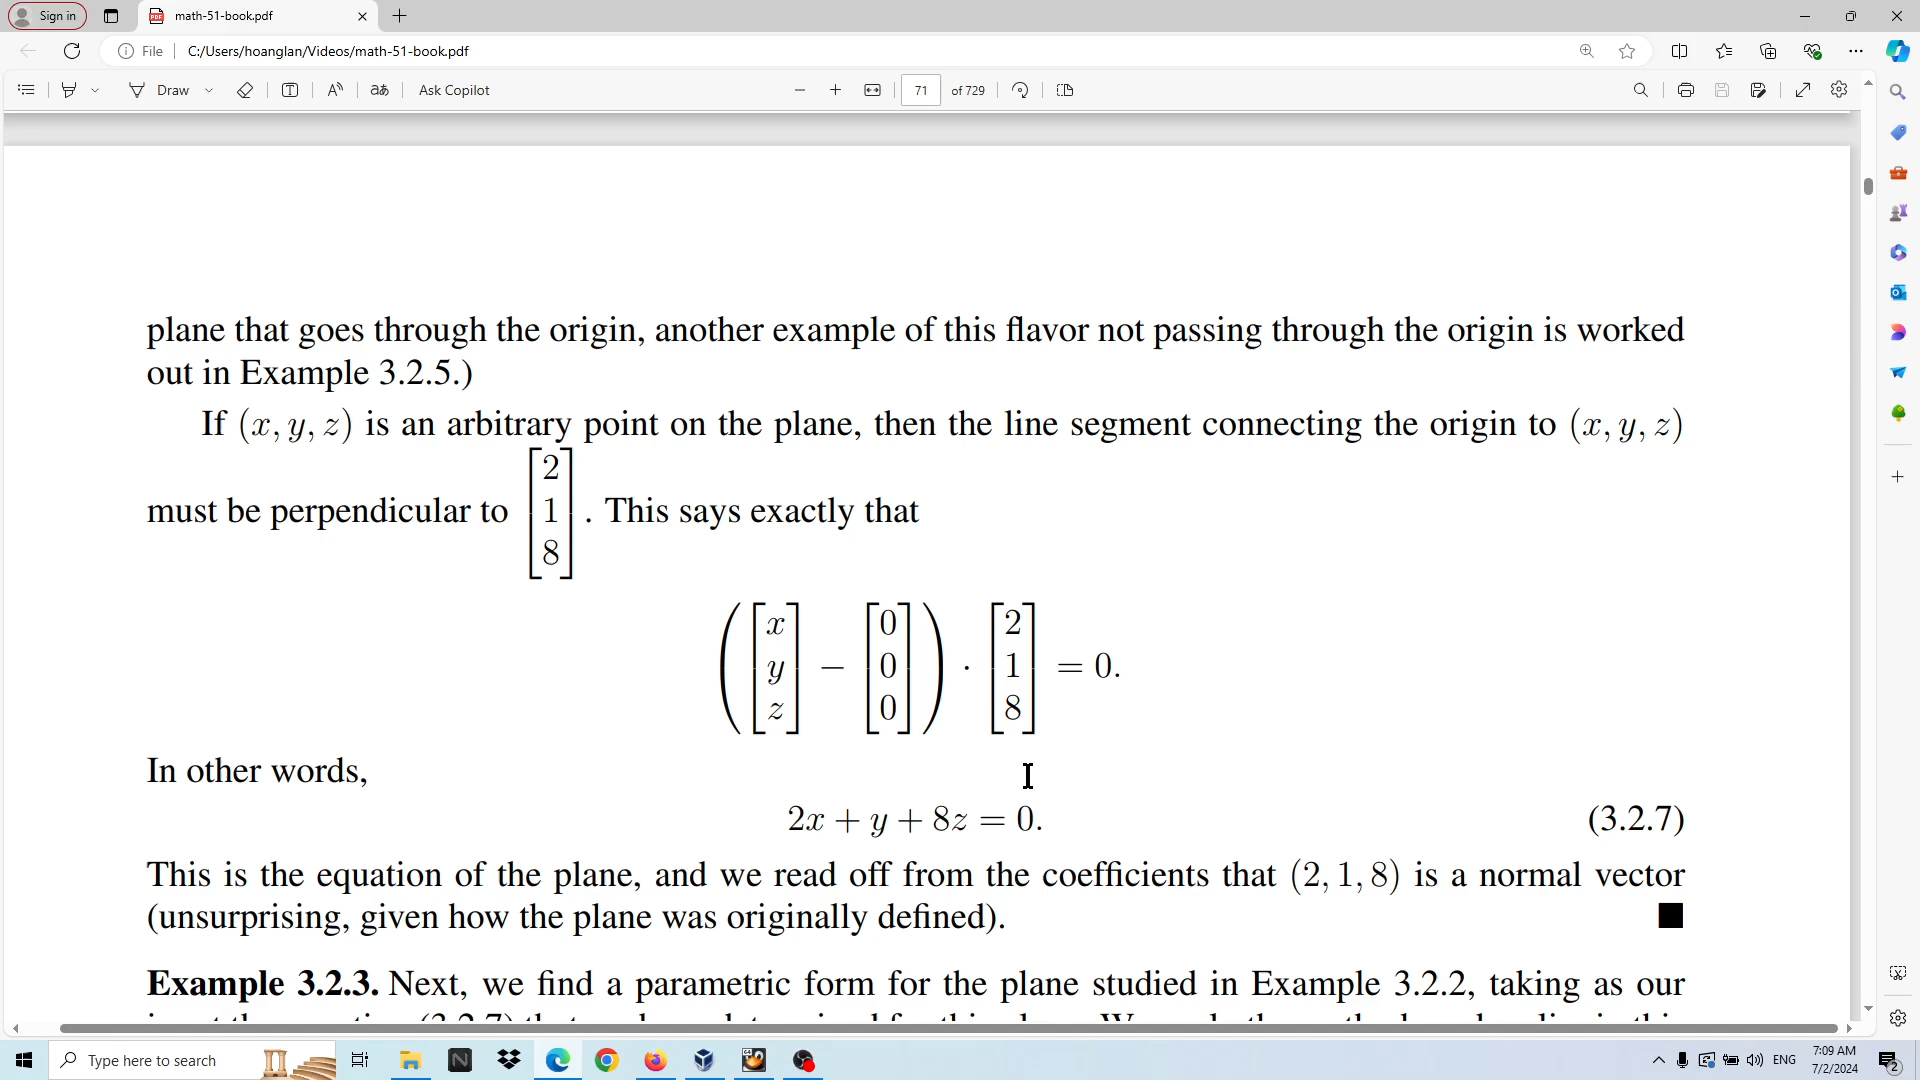 Sign in
math-51-book.pdf
File
C:/Users/hoanglan/Videos/math-51-book.pdf
Draw
Ask Copilot
71 of 729
plane that goes through the origin, another example of this flavor not passing through the origin is worked
out in Example 3.2.5.)
If (x, y, z) is an arbitrary point on the plane, then the line segment connecting the origin to (x, y, z)
must be perpendicular to [2 1 8]. This says exactly that
([x y z] − [0 0 0]) · [2 1 8] = 0.
In other words,
2x + y + 8z = 0. (3.2.7)
This is the equation of the plane, and we read off from the coefficients that (2, 1, 8) is a normal vector
(unsurprising, given how the plane was originally defined). ■
Example 3.2.3. Next, we find a parametric form for the plane studied in Example 3.2.2, taking as our
Type here to search
ENG
7:09 AM
7/2/2024
2